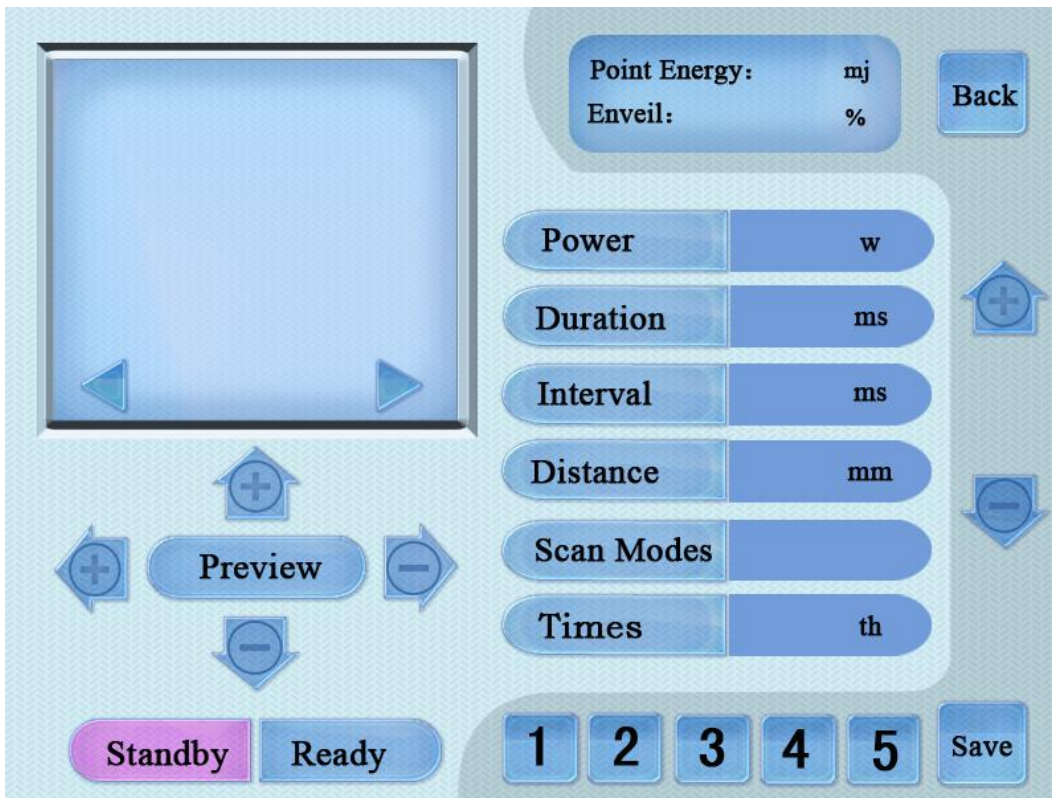 Point Energy： mj
Enveil： %
Back
Power w
Duration ms
Interval ms
Distance mm
Scan Modes
Times th
Preview
Standby Ready
1 2 3 4 5 Save